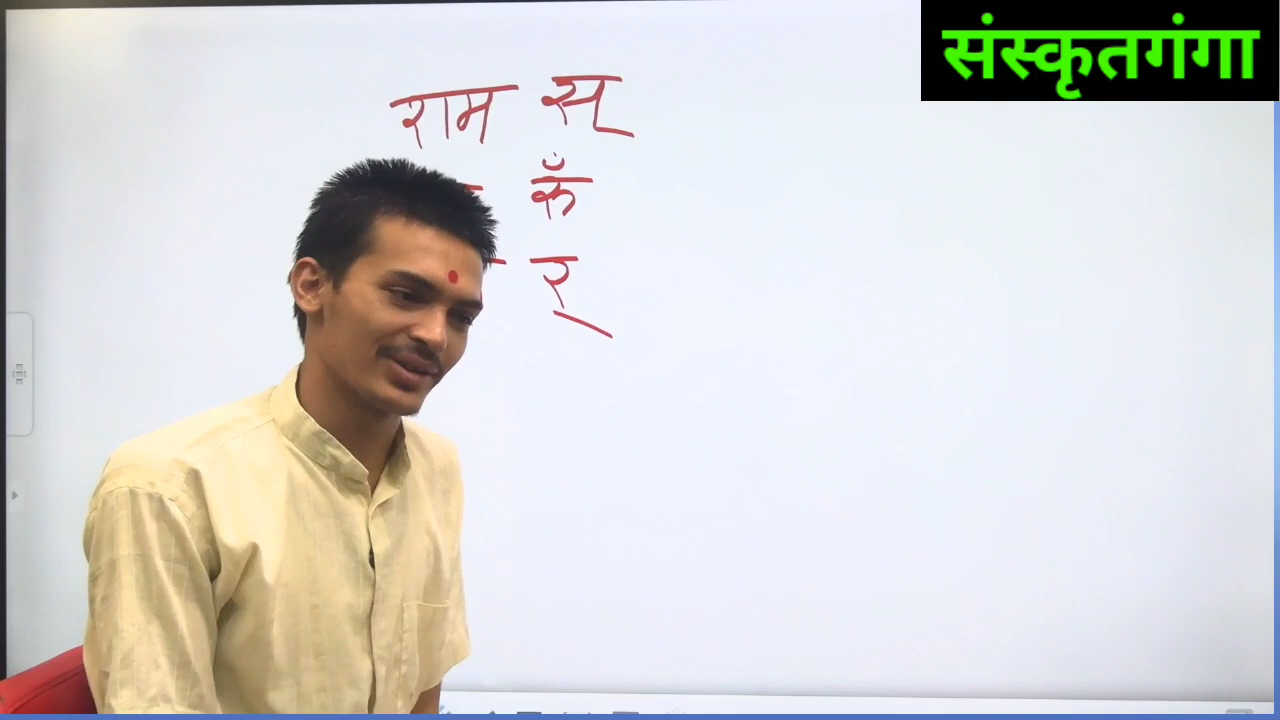 संस्कृतगंगा
राम स्
रुँ
र्